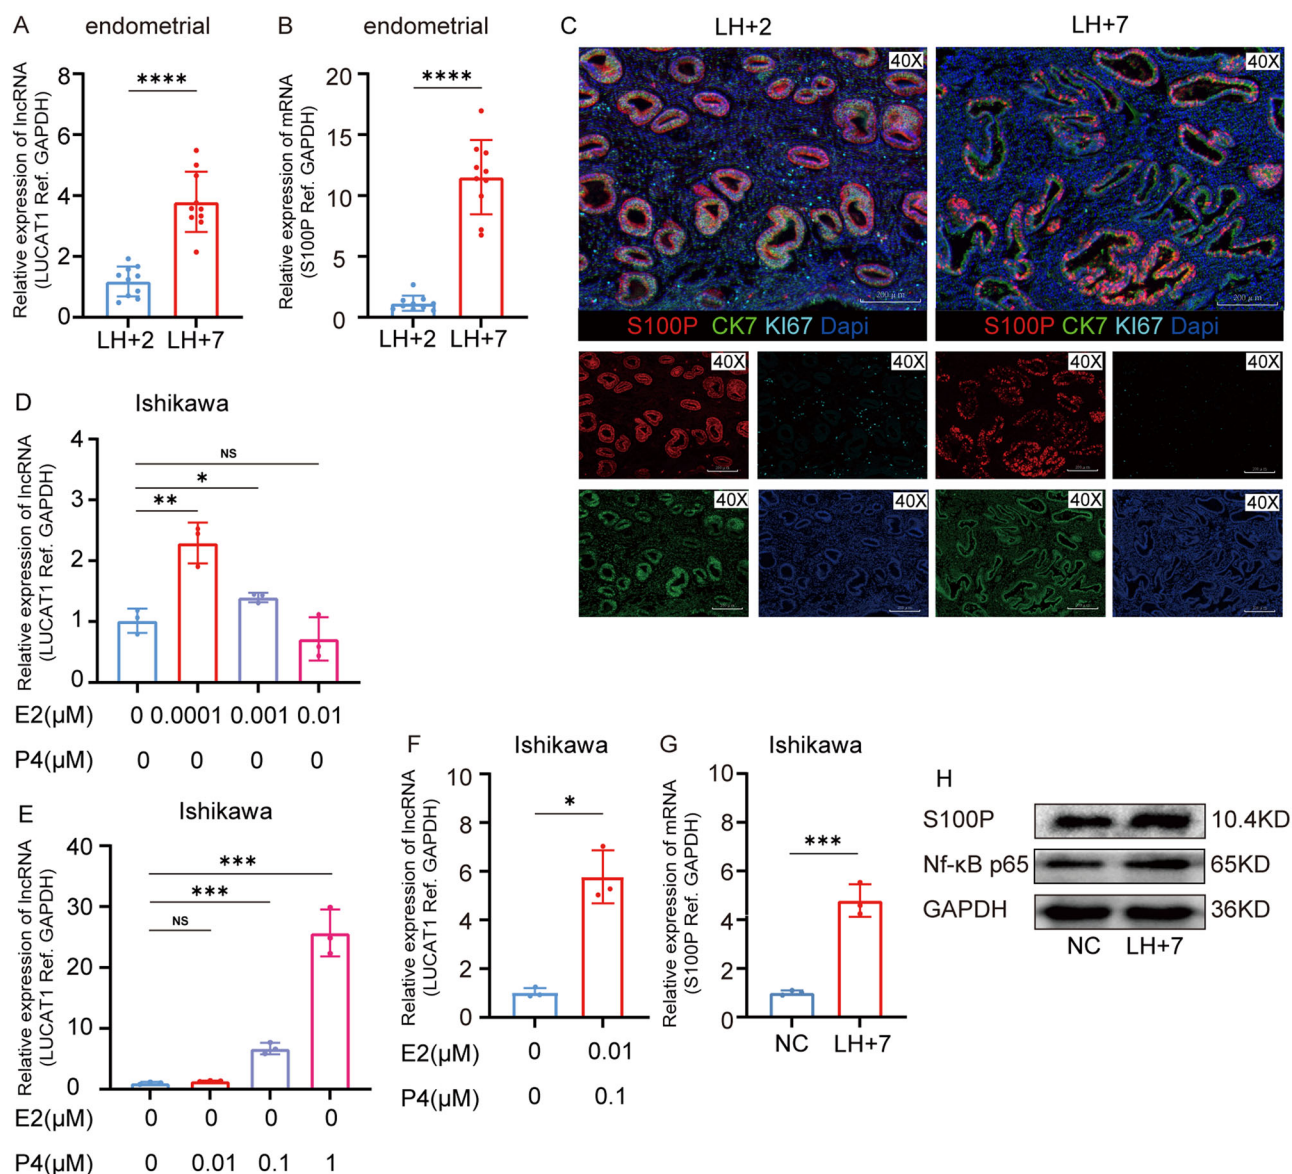 A endometrial
Relative expression of lncRNA
(LUCAT1 Ref. GAPDH)
8
6
4
2
0
****
LH+2 LH+7
B endometrial
Relative expression of mRNA
(S100P Ref. GAPDH)
20
15
10
5
0
****
LH+2 LH+7
C LH+2 LH+7
40X 40X
200 μm 200 μm
S100P CK7 KI67 Dapi S100P CK7 KI67 Dapi
40X 40X 40X 40X
40X 40X 40X 40X
D Ishikawa
Relative expression of lncRNA
(LUCAT1 Ref. GAPDH)
4
3
2
1
0
NS
*
**
E2(μM) 0 0.0001 0.001 0.01
P4(μM) 0 0 0 0
E Ishikawa
Relative expression of lncRNA
(LUCAT1 Ref. GAPDH)
40
30
20
10
0
***
***
NS
E2(μM) 0 0 0 0
P4(μM) 0 0.01 0.1 1
F Ishikawa
Relative expression of lncRNA
(LUCAT1 Ref. GAPDH)
10
8
6
4
2
0
*
E2(μM) 0 0.01
P4(μM) 0 0.1
G Ishikawa
Relative expression of mRNA
(S100P Ref. GAPDH)
10
8
6
4
2
0
***
NC LH+7
H
S100P 10.4KD
Nf-κB p65 65KD
GAPDH 36KD
NC LH+7